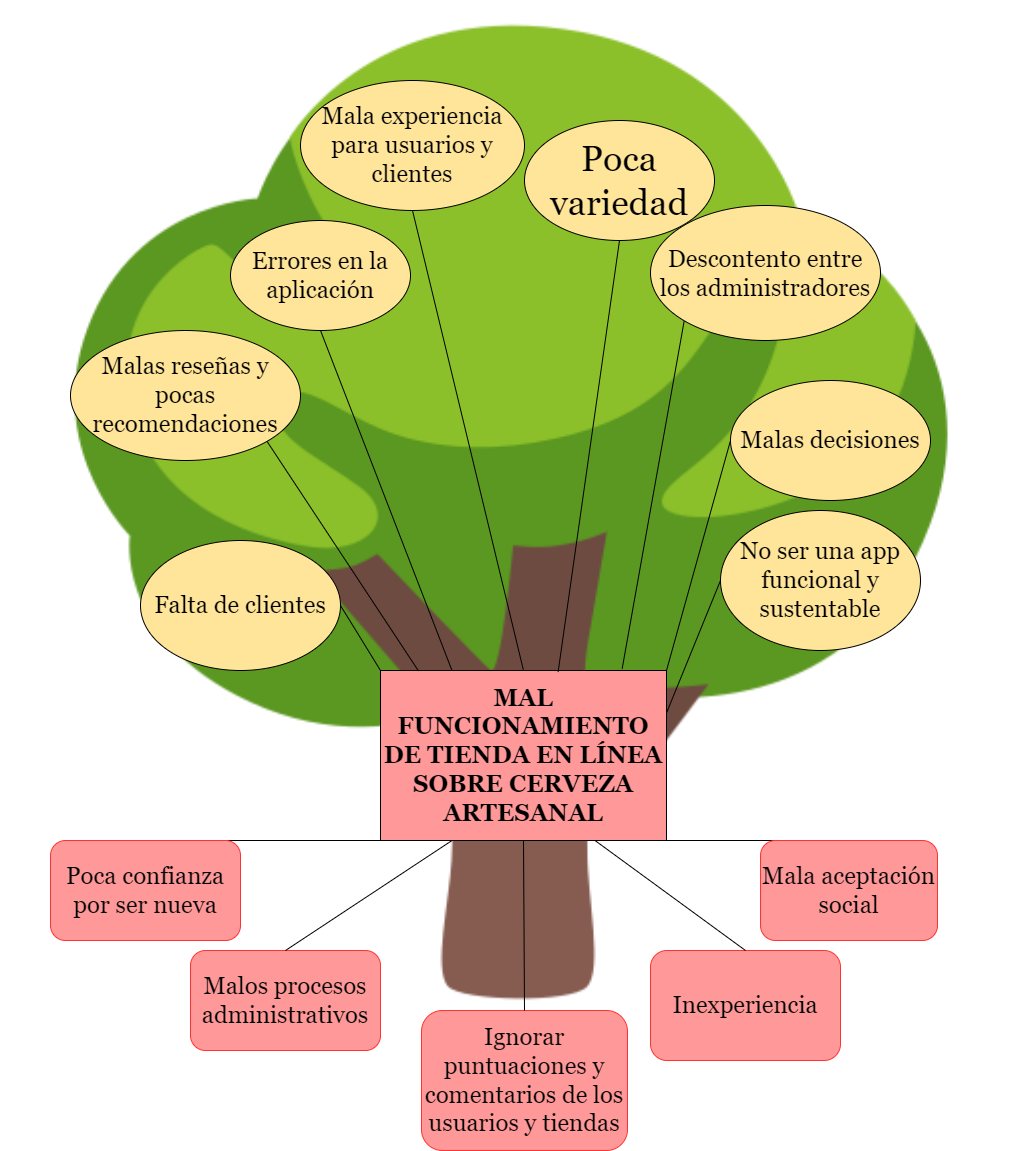 Mala experiencia
para usuarios y
clientes
Poca
variedad
Errores en la
aplicación
Descontento entre
los administradores
Malas reseñas y
pocas
recomendaciones
Malas decisiones
No ser una app
funcional y
sustentable
Falta de clientes
MAL
FUNCIONAMIENTO
DE TIENDA EN LÍNEA
SOBRE CERVEZA
ARTESANAL
Poca confianza
por ser nueva
Mala aceptación
social
Malos procesos
administrativos
Inexperiencia
Ignorar
puntuaciones y
comentarios de los
usuarios y tiendas